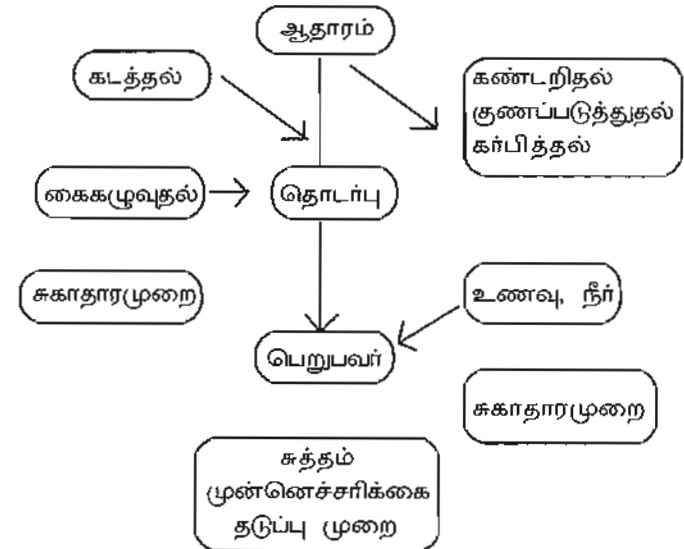 ஆதாரம்
கடத்தல்
கண்டறிதல்
குணப்படுத்துதல்
கர்பித்தல்
கைகழுவுதல்
தொடர்பு
சுகாதாரமுறை
உணவு, நீர்
பெறுபவர்
சுகாதாரமுறை
சுத்தம்
முன்னெச்சரிக்கை
தடுப்பு முறை